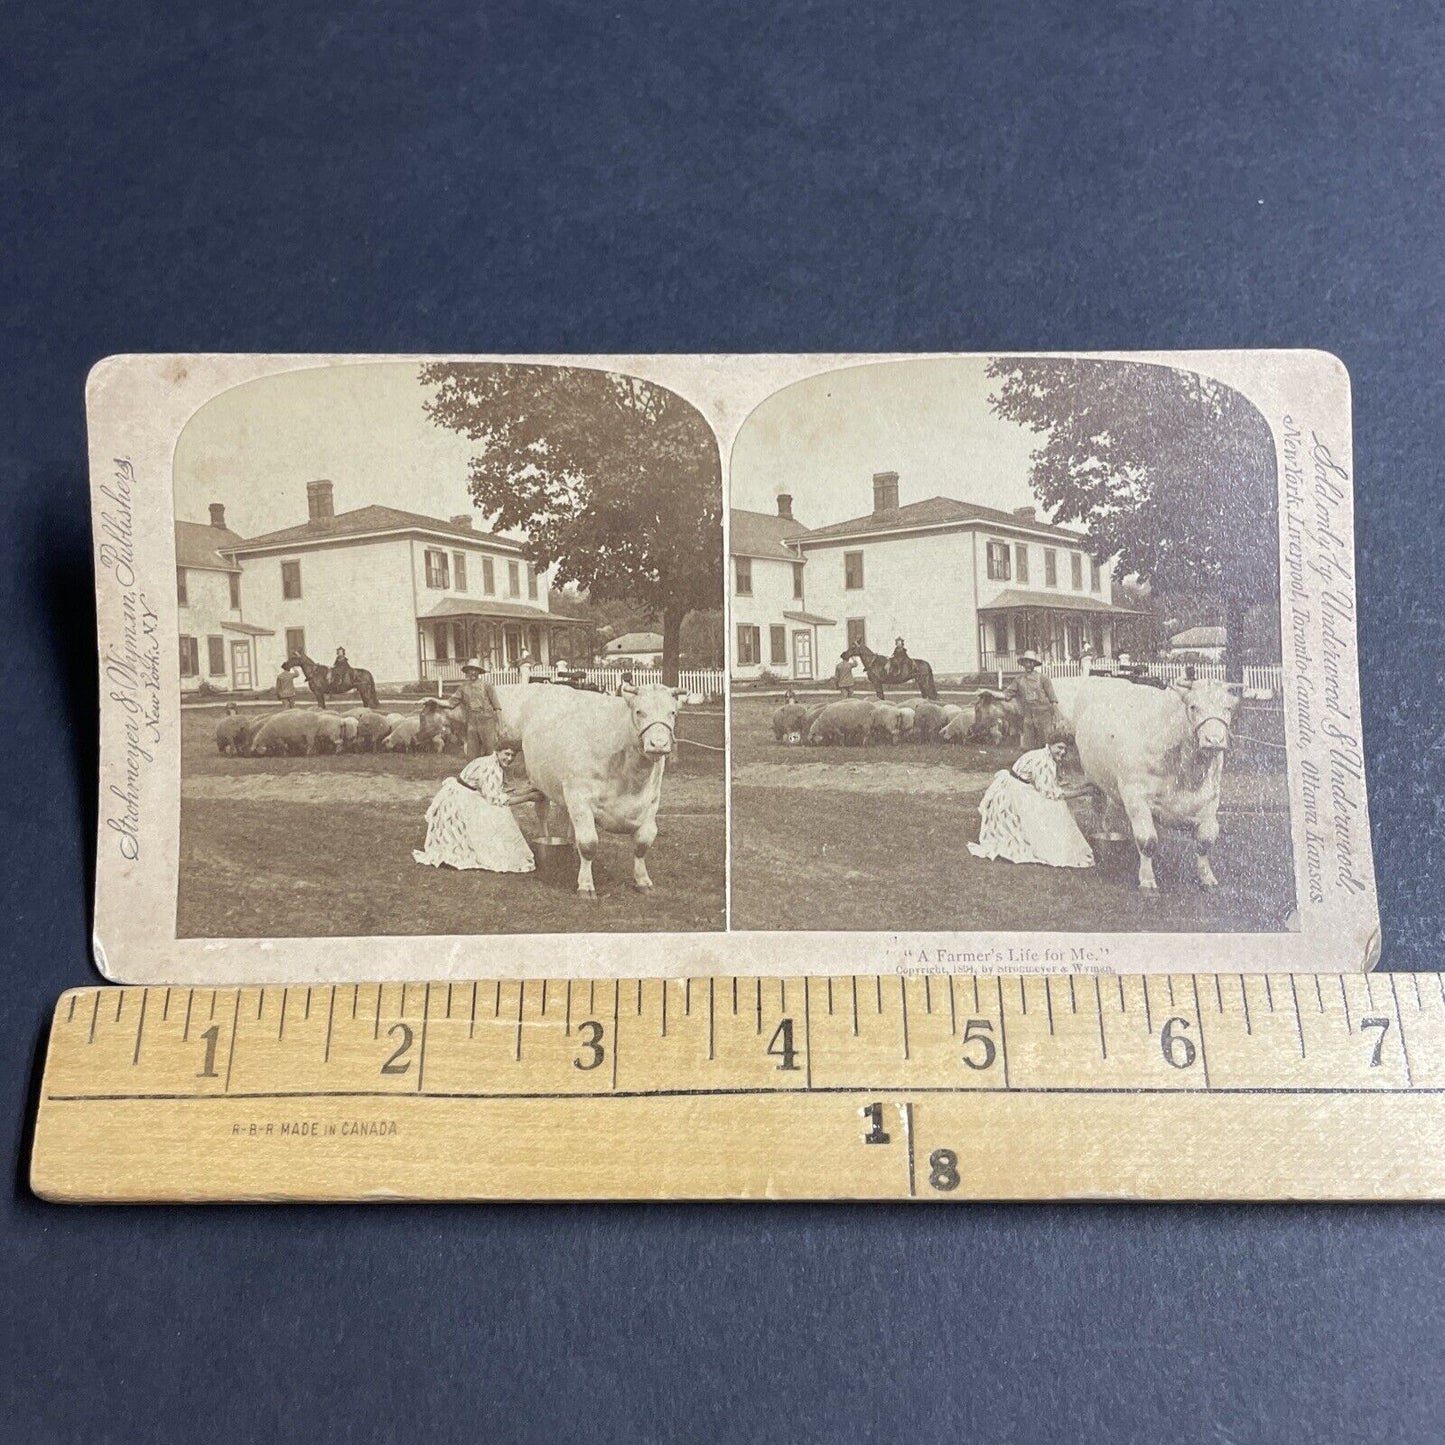 Strohmeyer & Wyman, Publishers,
New York, N.Y.
Sold only by Underwood & Underwood,
New York, Liverpool, Toronto-Canada, Ottawa Kansas.
"A Farmer's Life for Me."
Copyright, 1894, by Strohmeyer & Wyman.
1 2 3 4 5 6 7
R-B-R MADE IN CANADA
1
8